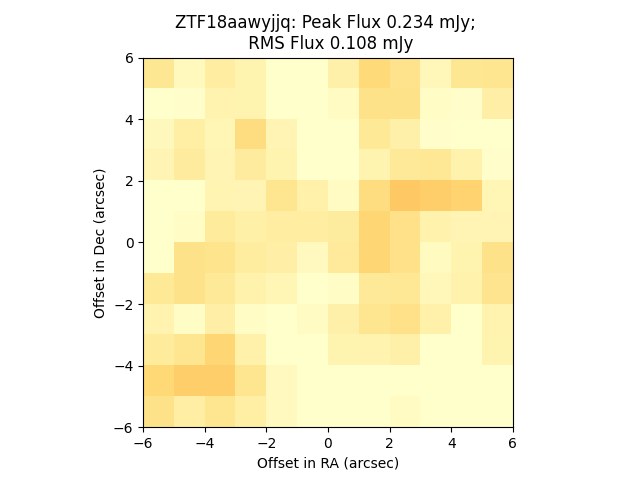 ZTF18aawyjjq: Peak Flux 0.234 mJy;
RMS Flux 0.108 mJy
6
4
2
0
−2
−4
−6
Offset in Dec (arcsec)
−6 −4 −2 0 2 4 6
Offset in RA (arcsec)